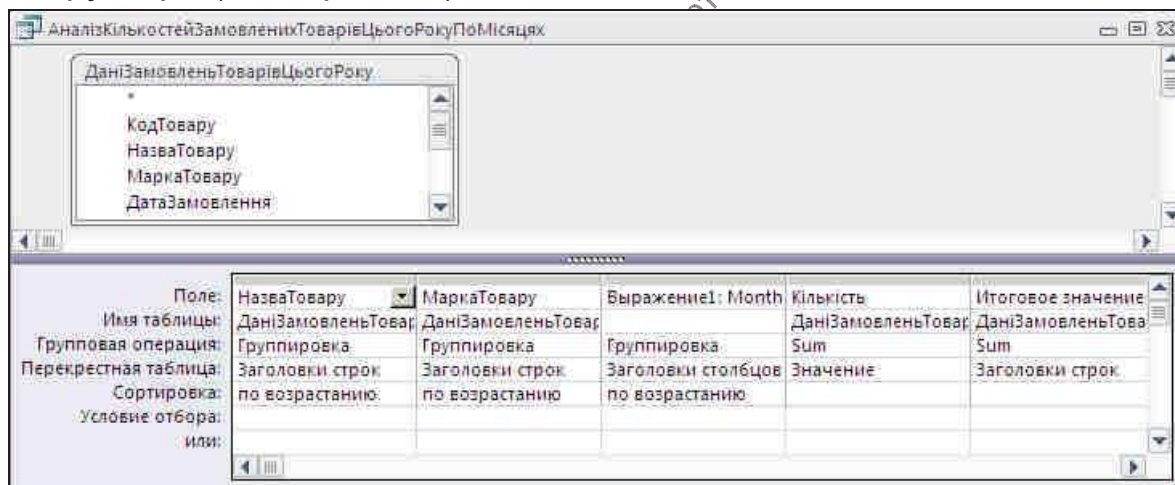 АналізКількостейЗамовленихТоварівЦьогоРокуПоМісяцях
ДаніЗамовленьТоварівЦьогоРоку
*
КодТовару
НазваТовару
МаркаТовару
ДатаЗамовлення
Поле: НазваТовару МаркаТовару Выражение1: Month Кількість Итоговое значение
Имя таблицы: ДаніЗамовленьТовар ДаніЗамовленьТовар ДаніЗамовленьТовар ДаніЗамовленьТова
Групповая операция: Группировка Группировка Группировка Sum Sum
Перекрестная таблица: Заголовки строк Заголовки строк Заголовки столбцов Значение Заголовки строк
Сортировка: по возрастанию по возрастанию по возрастанию
Условие отбора:
или: